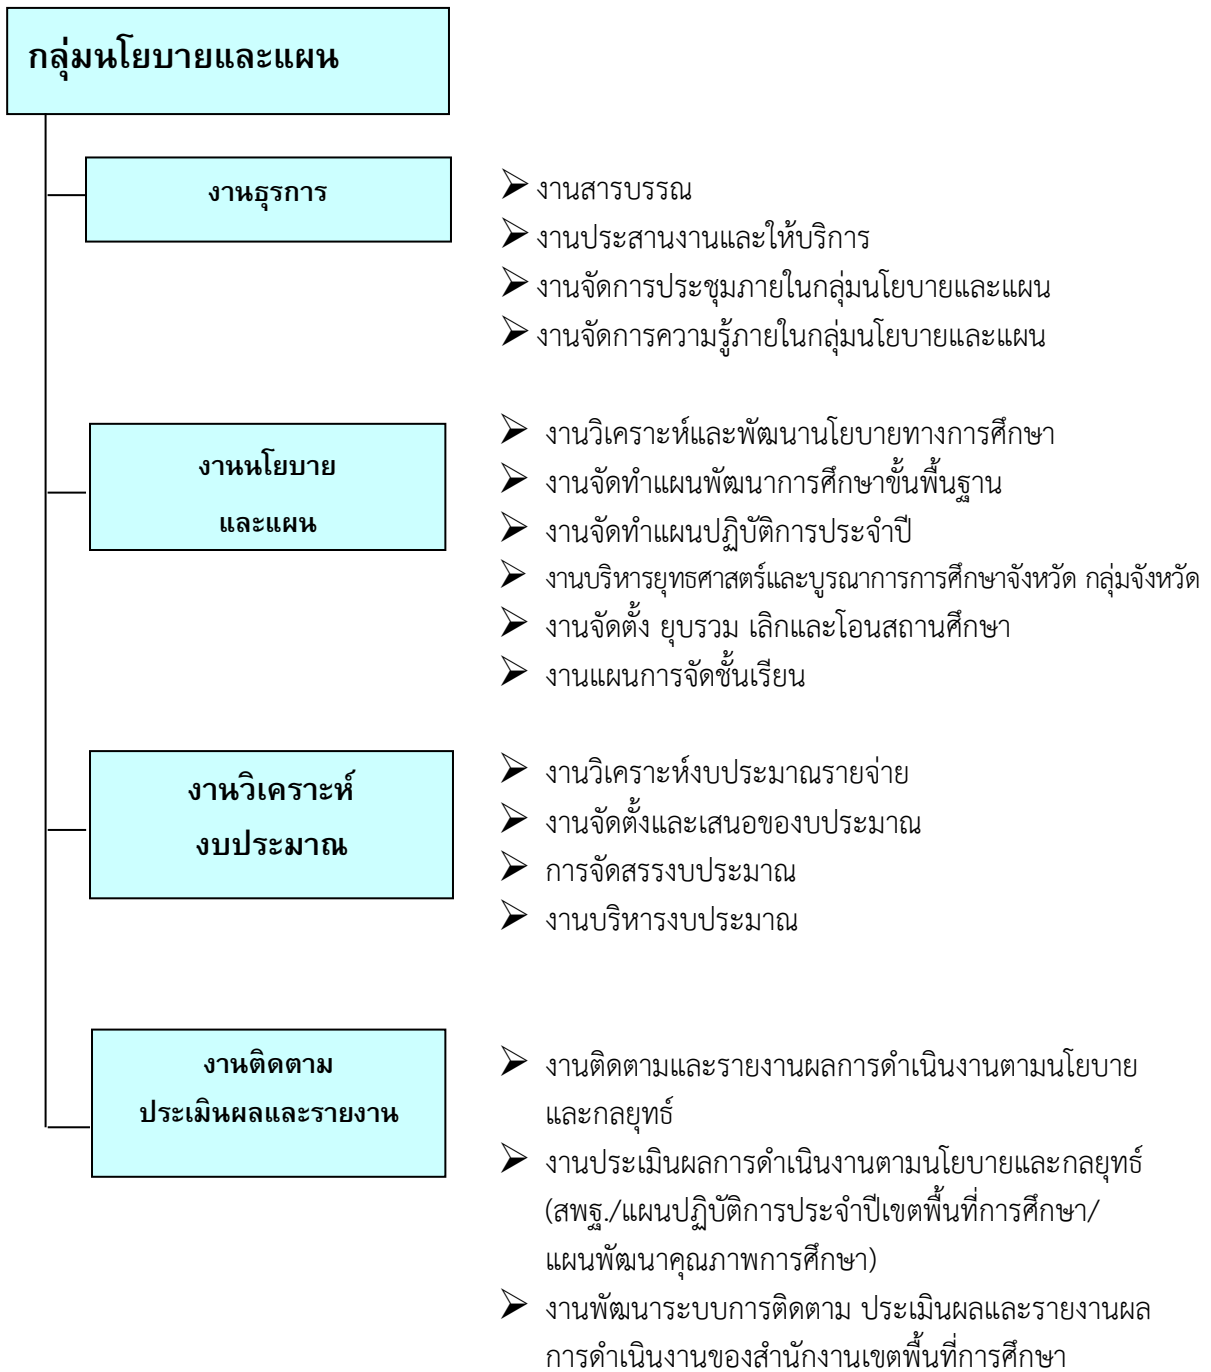 กลุ่มนโยบายและแผน
งานธุรการ
➢ งานสารบรรณ
➢ งานประสานงานและให้บริการ
➢ งานจัดการประชุมภายในกลุ่มนโยบายและแผน
➢ งานจัดการความรู้ภายในกลุ่มนโยบายและแผน
งานนโยบาย
และแผน
➢ งานวิเคราะห์และพัฒนานโยบายทางการศึกษา
➢ งานจัดทำแผนพัฒนาการศึกษาขั้นพื้นฐาน
➢ งานจัดทำแผนปฏิบัติการประจำปี
➢ งานบริหารยุทธศาสตร์และบูรณาการการศึกษาจังหวัด กลุ่มจังหวัด
➢ งานจัดตั้ง ยุบรวม เลิกและโอนสถานศึกษา
➢ งานแผนการจัดชั้นเรียน
งานวิเคราะห์
งบประมาณ
➢ งานวิเคราะห์งบประมาณรายจ่าย
➢ งานจัดตั้งและเสนอของบประมาณ
➢ การจัดสรรงบประมาณ
➢ งานบริหารงบประมาณ
งานติดตาม
ประเมินผลและรายงาน
➢ งานติดตามและรายงานผลการดำเนินงานตามนโยบาย
และกลยุทธ์
➢ งานประเมินผลการดำเนินงานตามนโยบายและกลยุทธ์
(สพฐ./แผนปฏิบัติการประจำปีเขตพื้นที่การศึกษา/
แผนพัฒนาคุณภาพการศึกษา)
➢ งานพัฒนาระบบการติดตาม ประเมินผลและรายงานผล
การดำเนินงานของสำนักงานเขตพื้นที่การศึกษา